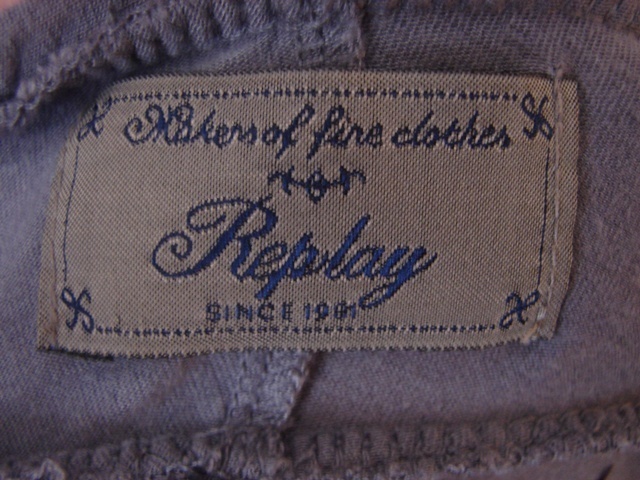 Makers of fine clothes
Replay
SINCE 1981